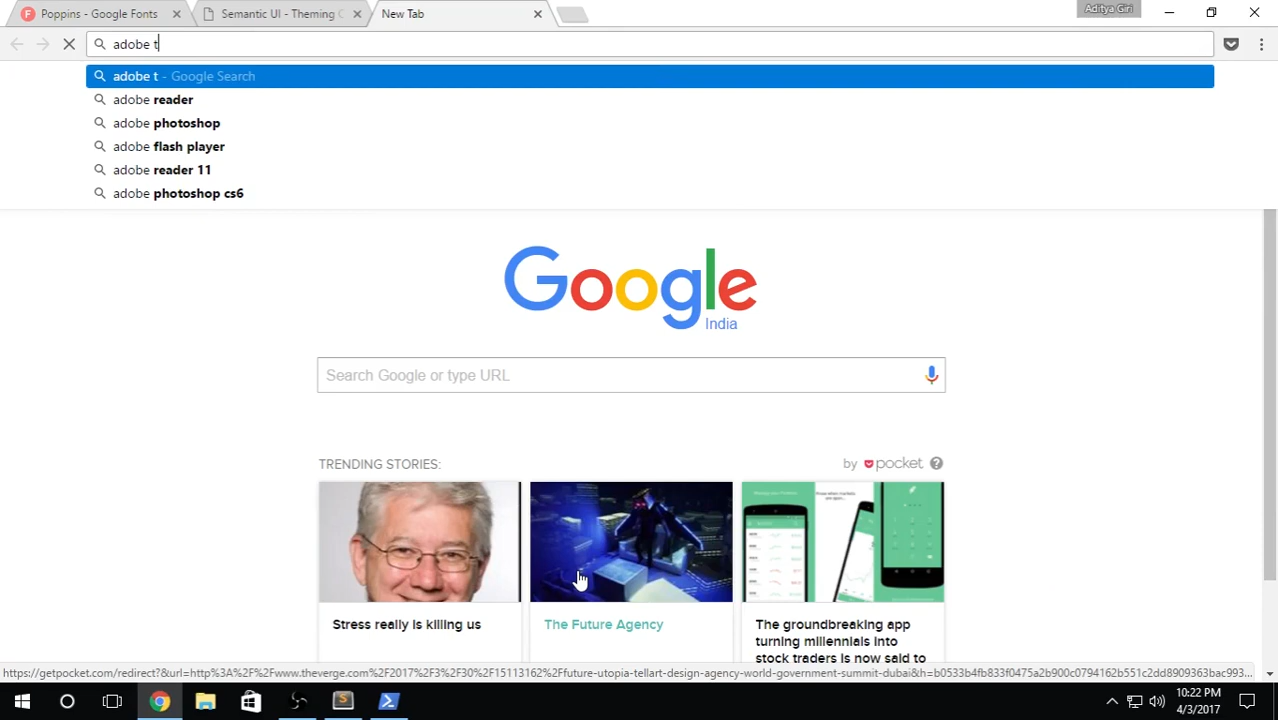 Poppins - Google Fonts
Semantic UI - Theming
New Tab
Aditya Giri
adobe t
adobe t - Google Search
adobe reader
adobe photoshop
adobe flash player
adobe reader 11
adobe photoshop cs6
Google
India
Search Google or type URL
TRENDING STORIES:
by pocket ?
Stress really is killing us
The Future Agency
The groundbreaking app
turning millennials into
stock traders is now said to
https://getpocket.com/redirect?&url=http%3A%2F%2Fwww.theverge.com%2F2017%2F3%2F30%2F15113162%2Ffuture-utopia-tellart-design-agency-world-government-summit-dubai&h=b0533b4fb833f0475a2b900c0794162b551c2dd8909363bac993...
10:22 PM
4/3/2017